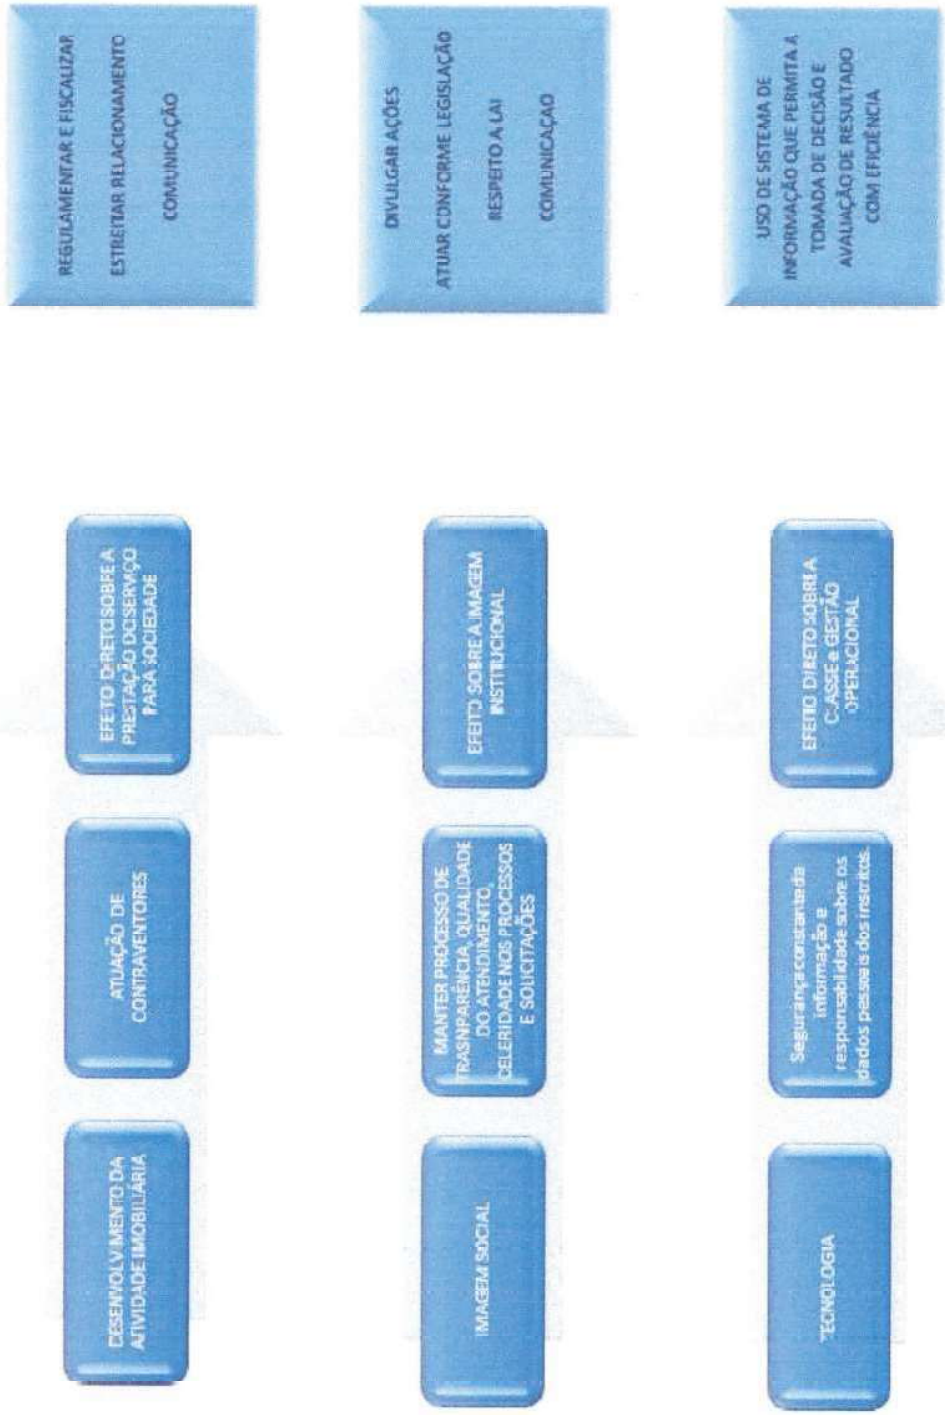 DESENVOLVIMENTO DA
ATIVIDADE IMOBILIÁRIA
ATUAÇÃO DE
CONTRAVENTORES
EFEITO DIRETO SOBRE A
PRESTAÇÃO DO SERVIÇO
PARA SOCIEDADE
REGULAMENTAR E FISCALIZAR
ESTREITAR RELACIONAMENTO
COMUNICAÇÃO
IMAGEM SOCIAL
MANTER PROCESSO DE
TRASNPARÊNCIA, QUALIDADE
DO ATENDIMENTO,
CELERIDADE NOS PROCESSOS
E SOLICITAÇÕES
EFEITO SOBRE A IMAGEM
INSTITUCIONAL
DIVULGAR AÇÕES
ATUAR CONFORME LEGISLAÇÃO
RESPEITO A LAI
COMUNICAÇAO
TECNOLOGIA
Segurança constante da
informação e
responsabilidade sobre os
dados pessoais dos inscritos.
EFEITO DIRETO SOBRE A
CLASSE e GESTÃO
OPERACIONAL
USO DE SISTEMA DE
INFORMAÇÃO QUE PERMITA A
TOMADA DE DECISÃO E
AVALIAÇÃO DE RESULTADO
COM EFICIÊNCIA